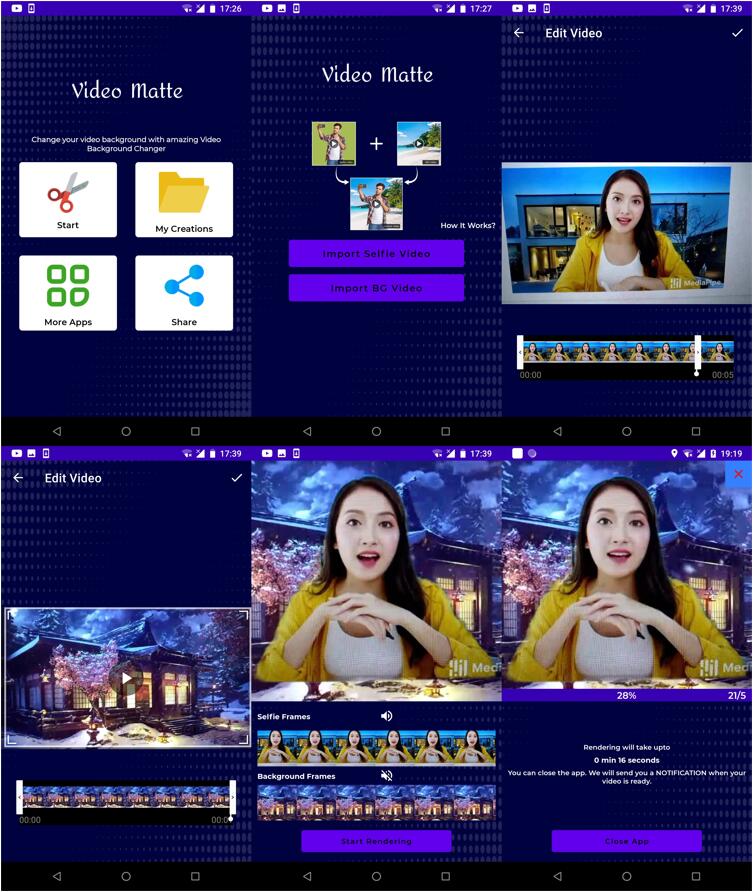 17:26
Video Matte
Change your video background with amazing Video
Background Changer
Start
My Creations
More Apps
Share
17:27
Video Matte
How It Works?
Import Selfie Video
Import BG Video
17:39
Edit Video
MediaPipe
00:00
00:05
17:39
Edit Video
00:00
00:0
17:39
Medi
Selfie Frames
Background Frames
Start Rendering
19:19
Medi
28%
21/5
Rendering will take upto
0 min 16 seconds
You can close the app. We will send you a NOTIFICATION when your
video is ready.
Close App